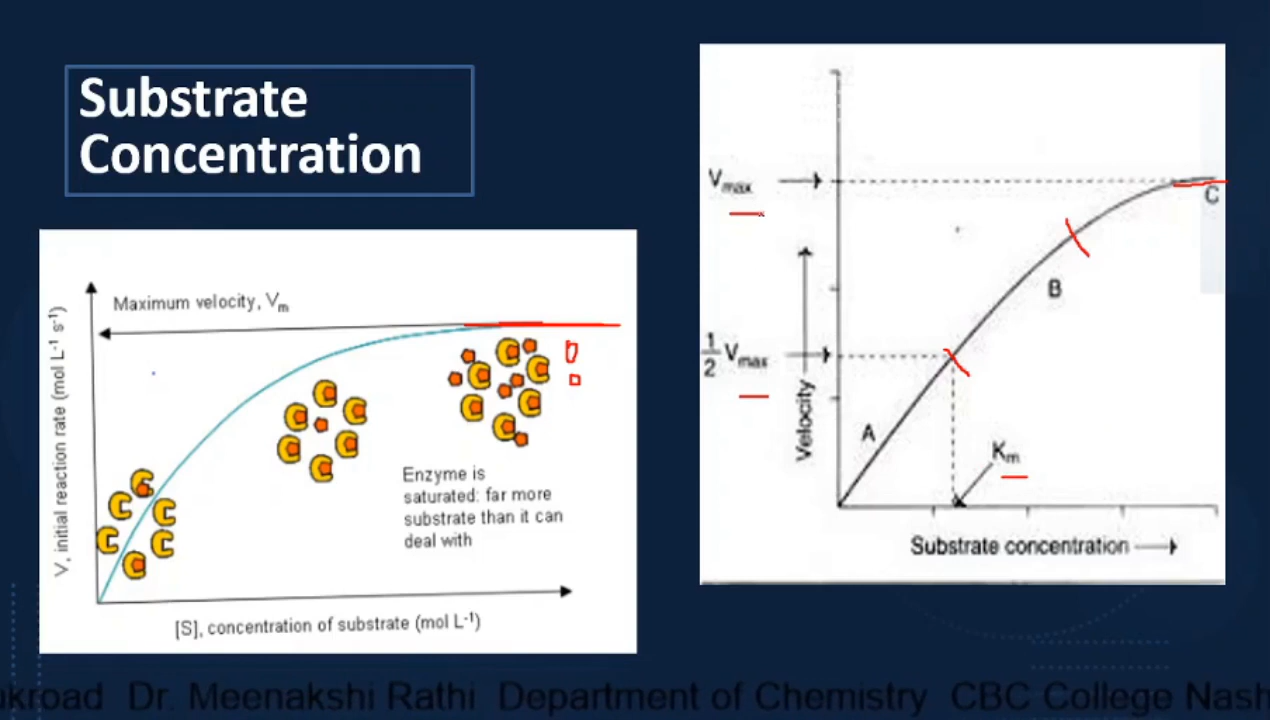 Substrate
Concentration
Maximum velocity, Vm
V, initial reaction rate (mol L-1 s-1)
Enzyme is
saturated: far more
substrate than it can
deal with
[S], concentration of substrate (mol L-1)
Vmax
C
B
1/2 Vmax
Velocity
A
Km
Substrate concentration
Dr. Meenakshi Rathi Department of Chemistry CBC College